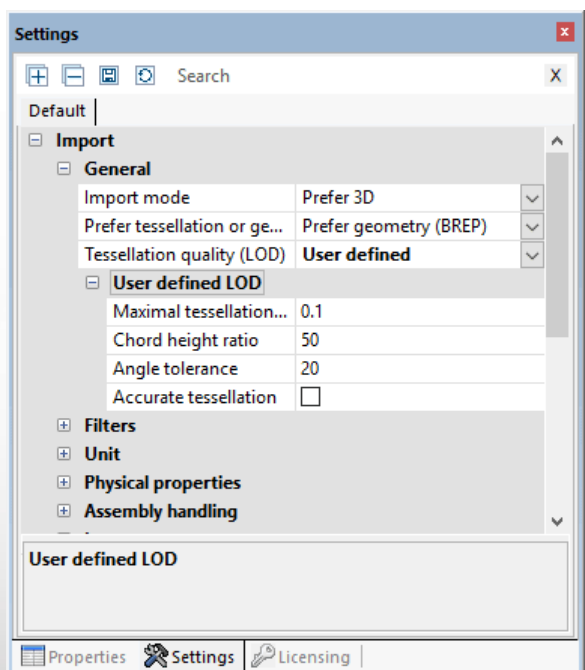 Settings
Search X
Default
Import
General
Import mode Prefer 3D
Prefer tessellation or ge... Prefer geometry (BREP)
Tessellation quality (LOD) User defined
User defined LOD
Maximal tessellation... 0.1
Chord height ratio 50
Angle tolerance 20
Accurate tessellation
Filters
Unit
Physical properties
Assembly handling
User defined LOD
Properties Settings Licensing